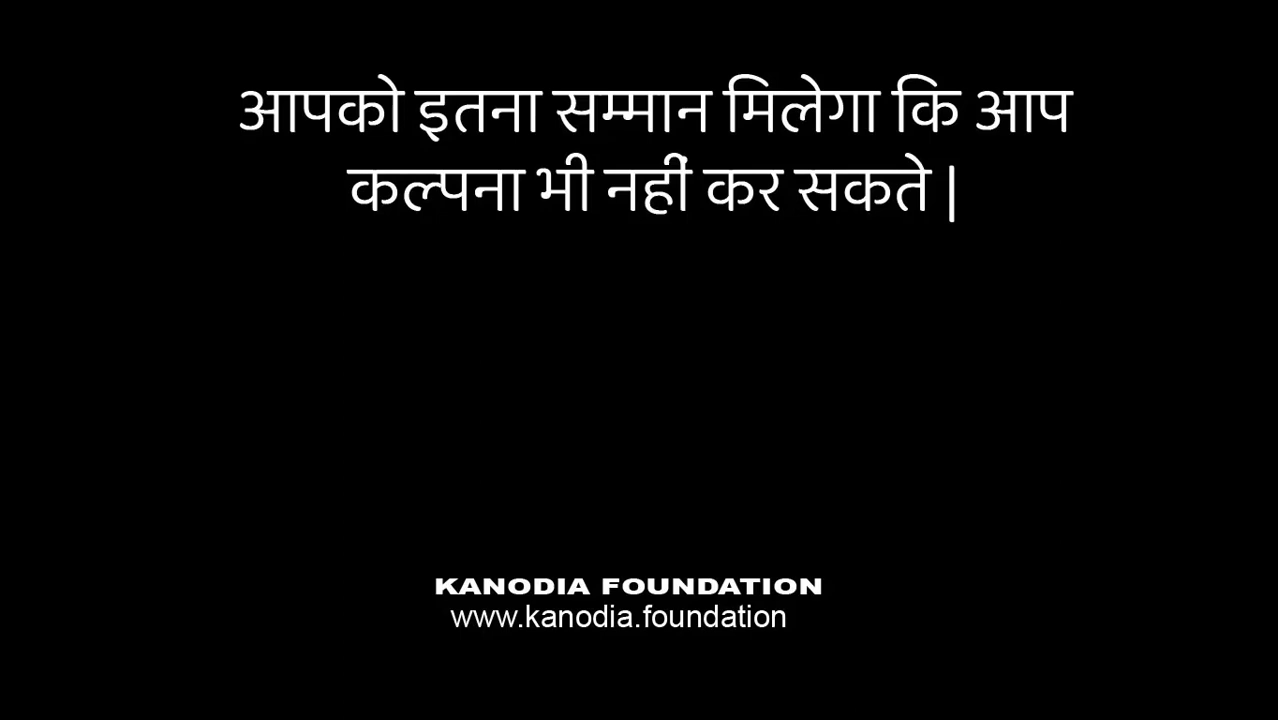 आपको इतना सम्मान मिलेगा कि आप
कल्पना भी नहीं कर सकते |
KANODIA FOUNDATION
www.kanodia.foundation